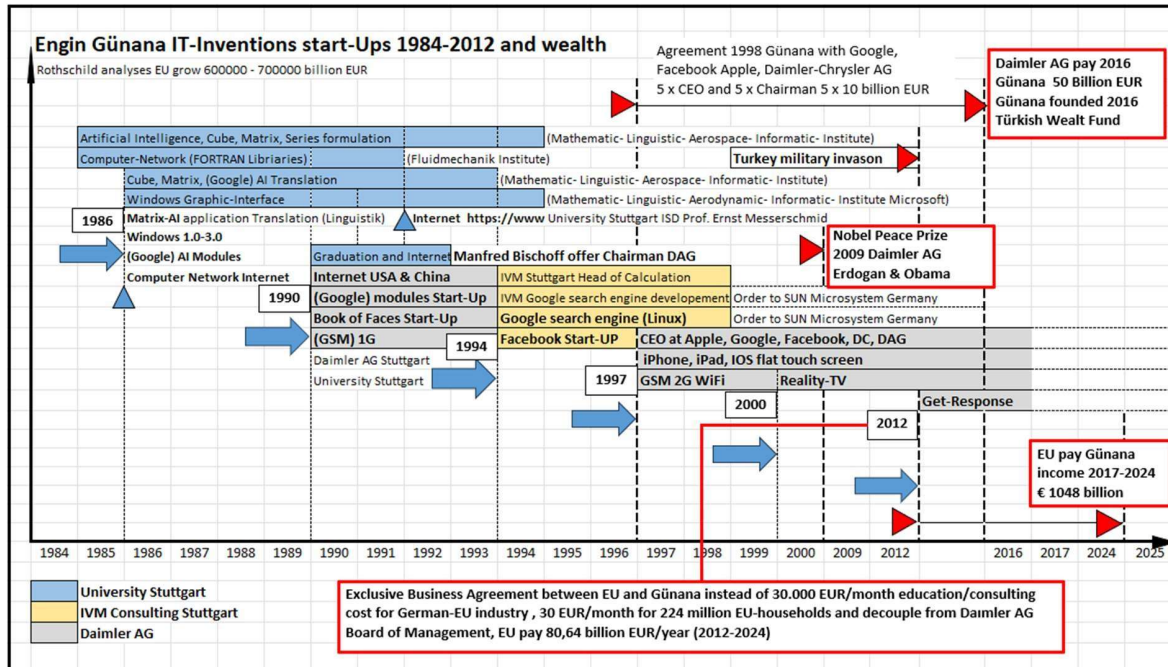 Engin Günana IT-Inventions start-Ups 1984-2012 and wealth
Rothschild analyses EU grow 600000 - 700000 billion EUR
Agreement 1998 Günana with Google,
Facebook Apple, Daimler-Chrysler AG
5 x CEO and 5 x Chairman 5 x 10 billion EUR
Daimler AG pay 2016
Günana 50 Billion EUR
Günana founded 2016
Türkish Wealt Fund
Artificial Intelligence, Cube, Matrix, Series formulation
(Mathematic- Linguistic- Aerospace- Informatic- Institute)
Computer-Network (FORTRAN Libriaries)
(Fluidmechanik Institute)
Turkey military invason
Cube, Matrix, (Google) AI Translation
(Mathematic- Linguistic- Aerospace- Informatic- Institute)
Windows Graphic-Interface
(Mathematic- Linguistic- Aerodynamic- Informatic- Institute Microsoft)
1986
Matrix-AI application Translation (Linguistik)
Internet https://www University Stuttgart ISD Prof. Ernst Messerschmid
Windows 1.0-3.0
(Google) AI Modules
Computer Network Internet
Nobel Peace Prize
2009 Daimler AG
Erdogan & Obama
Graduation and Internet
Manfred Bischoff offer Chairman DAG
Internet USA & China
IVM Stuttgart Head of Calculation
1990
(Google) modules Start-Up
IVM Google search engine developement
Order to SUN Microsystem Germany
Book of Faces Start-Up
Google search engine (Linux)
Order to SUN Microsystem Germany
(GSM) 1G
1994
Facebook Start-UP
CEO at Apple, Google, Facebook, DC, DAG
Daimler AG Stuttgart
iPhone, iPad, IOS flat touch screen
University Stuttgart
1997
GSM 2G WiFi
Reality-TV
2000
Get-Response
2012
EU pay Günana
income 2017-2024
€ 1048 billion
1984 1985 1986 1987 1988 1989 1990 1991 1992 1993 1994 1995 1996 1997 1998 1999 2000 2009 2012 2016 2017 2024 2025
University Stuttgart
IVM Consulting Stuttgart
Daimler AG
Exclusive Business Agreement between EU and Günana instead of 30.000 EUR/month education/consulting
cost for German-EU industry , 30 EUR/month for 224 million EU-households and decouple from Daimler AG
Board of Management, EU pay 80,64 billion EUR/year (2012-2024)